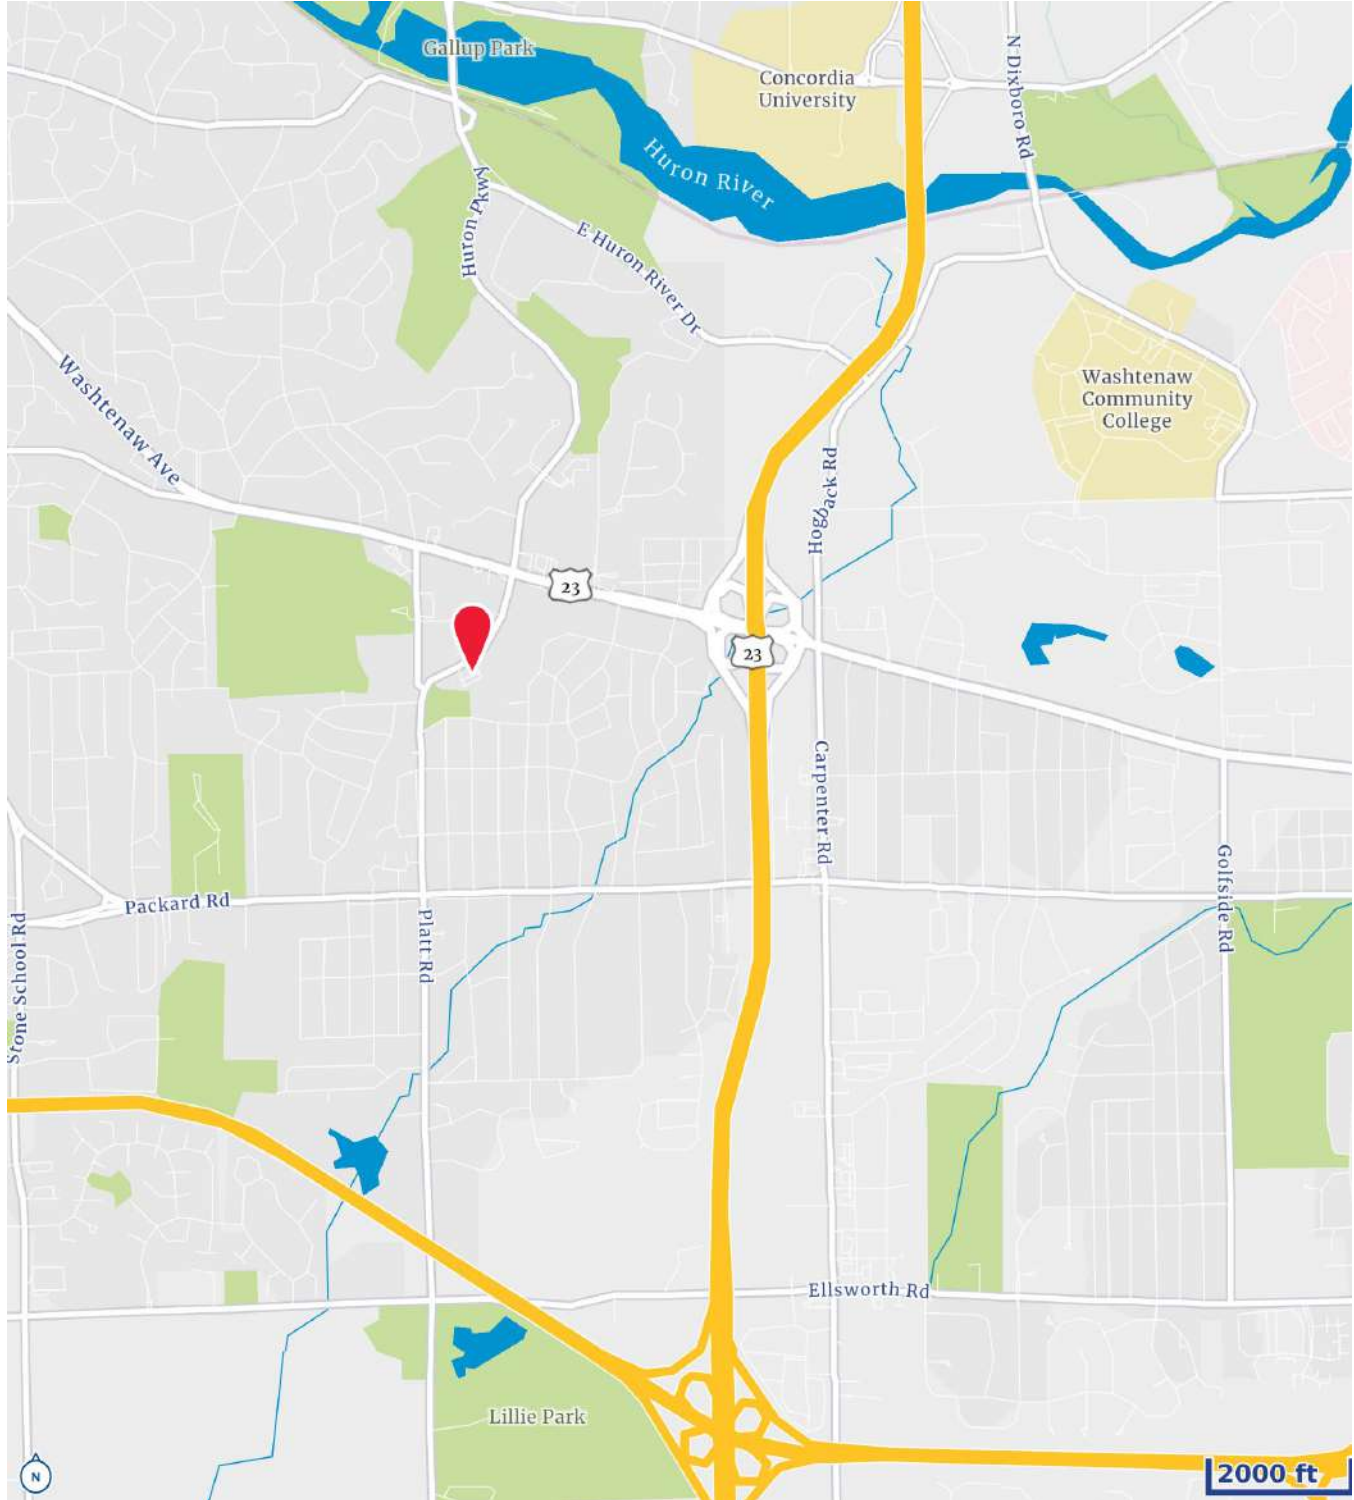 Gallup Park
Concordia
University
N Dixboro Rd
Huron River
Huron Pkwy
E Huron River Dr
Washtenaw Ave
Washtenaw
Community
College
Hogback Rd
23
23
Carpenter Rd
Golfside Rd
Packard Rd
Platt Rd
Stone School Rd
Ellsworth Rd
Lillie Park
N
2000 ft